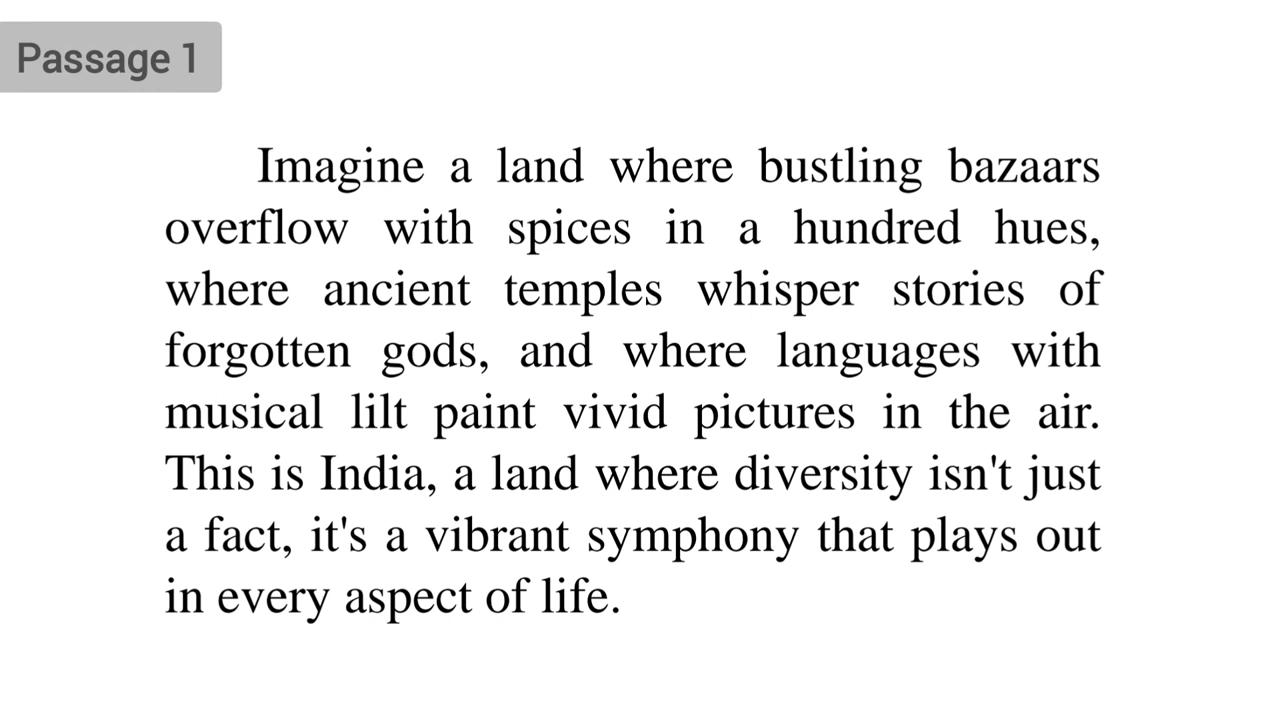 Passage 1
Imagine a land where bustling bazaars
overflow with spices in a hundred hues,
where ancient temples whisper stories of
forgotten gods, and where languages with
musical lilt paint vivid pictures in the air.
This is India, a land where diversity isn't just
a fact, it's a vibrant symphony that plays out
in every aspect of life.